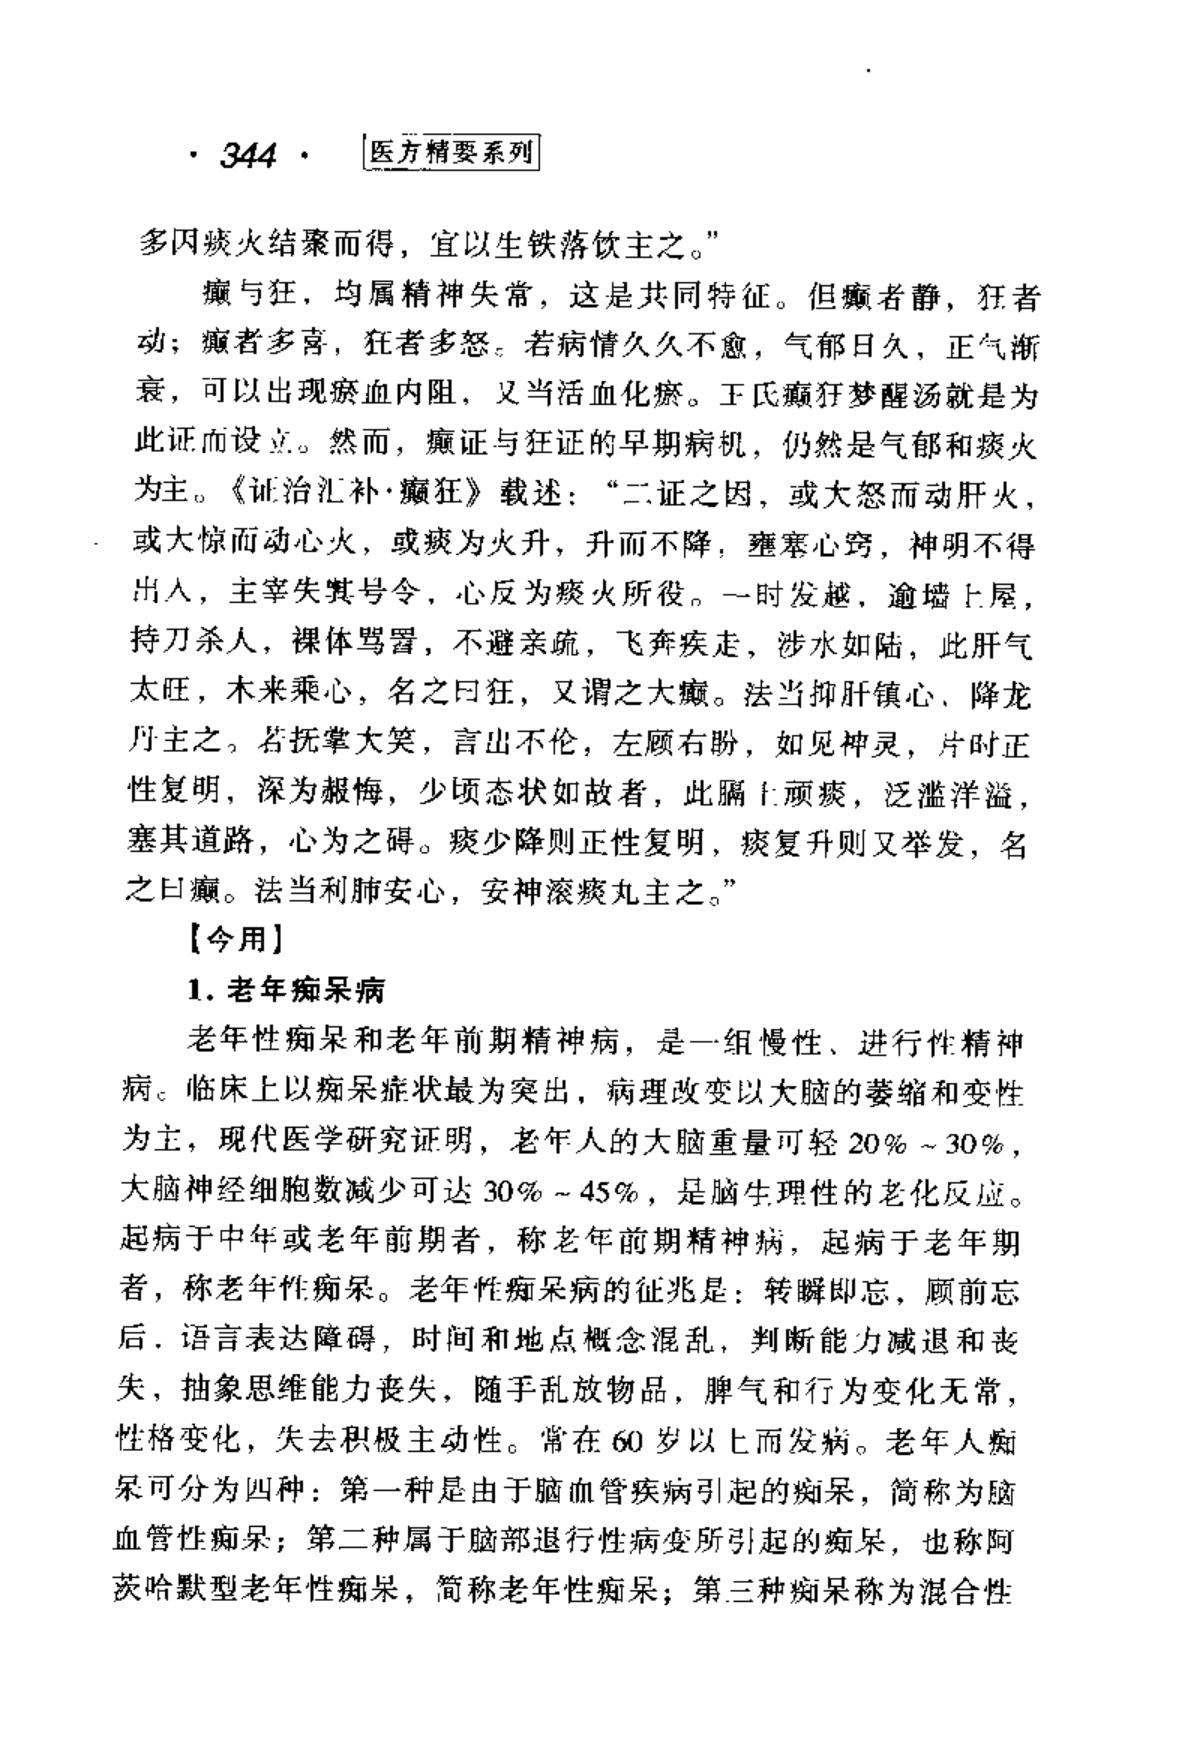 · 344 · 医方精要系列
多因痰火结聚而得，宜以生铁落饮主之。”
癫与狂，均属精神失常，这是共同特征。但癫者静，狂者
动；癫者多喜，狂者多怒。若病情久久不愈，气郁日久，正气渐
衰，可以出现瘀血内阻，又当活血化瘀。王氏癫狂梦醒汤就是为
此证而设立。然而，癫证与狂证的早期病机，仍然是气郁和痰火
为主。《证治汇补·癫狂》载述：“二证之因，或大怒而动肝火，
或大惊而动心火，或痰为火升，升而不降，壅塞心窍，神明不得
出入，主宰失其号令，心反为痰火所役。一时发越，逾墙上屋，
持刀杀人，裸体骂詈，不避亲疏，飞奔疾走，涉水如陆，此肝气
太旺，木来乘心，名之曰狂，又谓之大癫。法当抑肝镇心、降龙
丹主之。若抚掌大笑，言出不伦，左顾右盼，如见神灵，片时正
性复明，深为赧悔，少顷态状如故者，此膈上顽痰，泛滥洋溢，
塞其道路，心为之碍。痰少降则正性复明，痰复升则又举发，名
之曰癫。法当利肺安心，安神滚痰丸主之。”
【今用】
1. 老年痴呆病
老年性痴呆和老年前期精神病，是一组慢性、进行性精神
病。临床上以痴呆症状最为突出，病理改变以大脑的萎缩和变性
为主，现代医学研究证明，老年人的大脑重量可轻 20% ~ 30%，
大脑神经细胞数减少可达 30% ~ 45%，是脑生理性的老化反应。
起病于中年或老年前期者，称老年前期精神病，起病于老年期
者，称老年性痴呆。老年性痴呆病的征兆是：转瞬即忘，顾前忘
后，语言表达障碍，时间和地点概念混乱，判断能力减退和丧
失，抽象思维能力丧失，随手乱放物品，脾气和行为变化无常，
性格变化，失去积极主动性。常在 60 岁以上而发病。老年人痴
呆可分为四种：第一种是由于脑血管疾病引起的痴呆，简称为脑
血管性痴呆；第二种属于脑部退行性病变所引起的痴呆，也称阿
茨哈默型老年性痴呆，简称老年性痴呆；第三种痴呆称为混合性